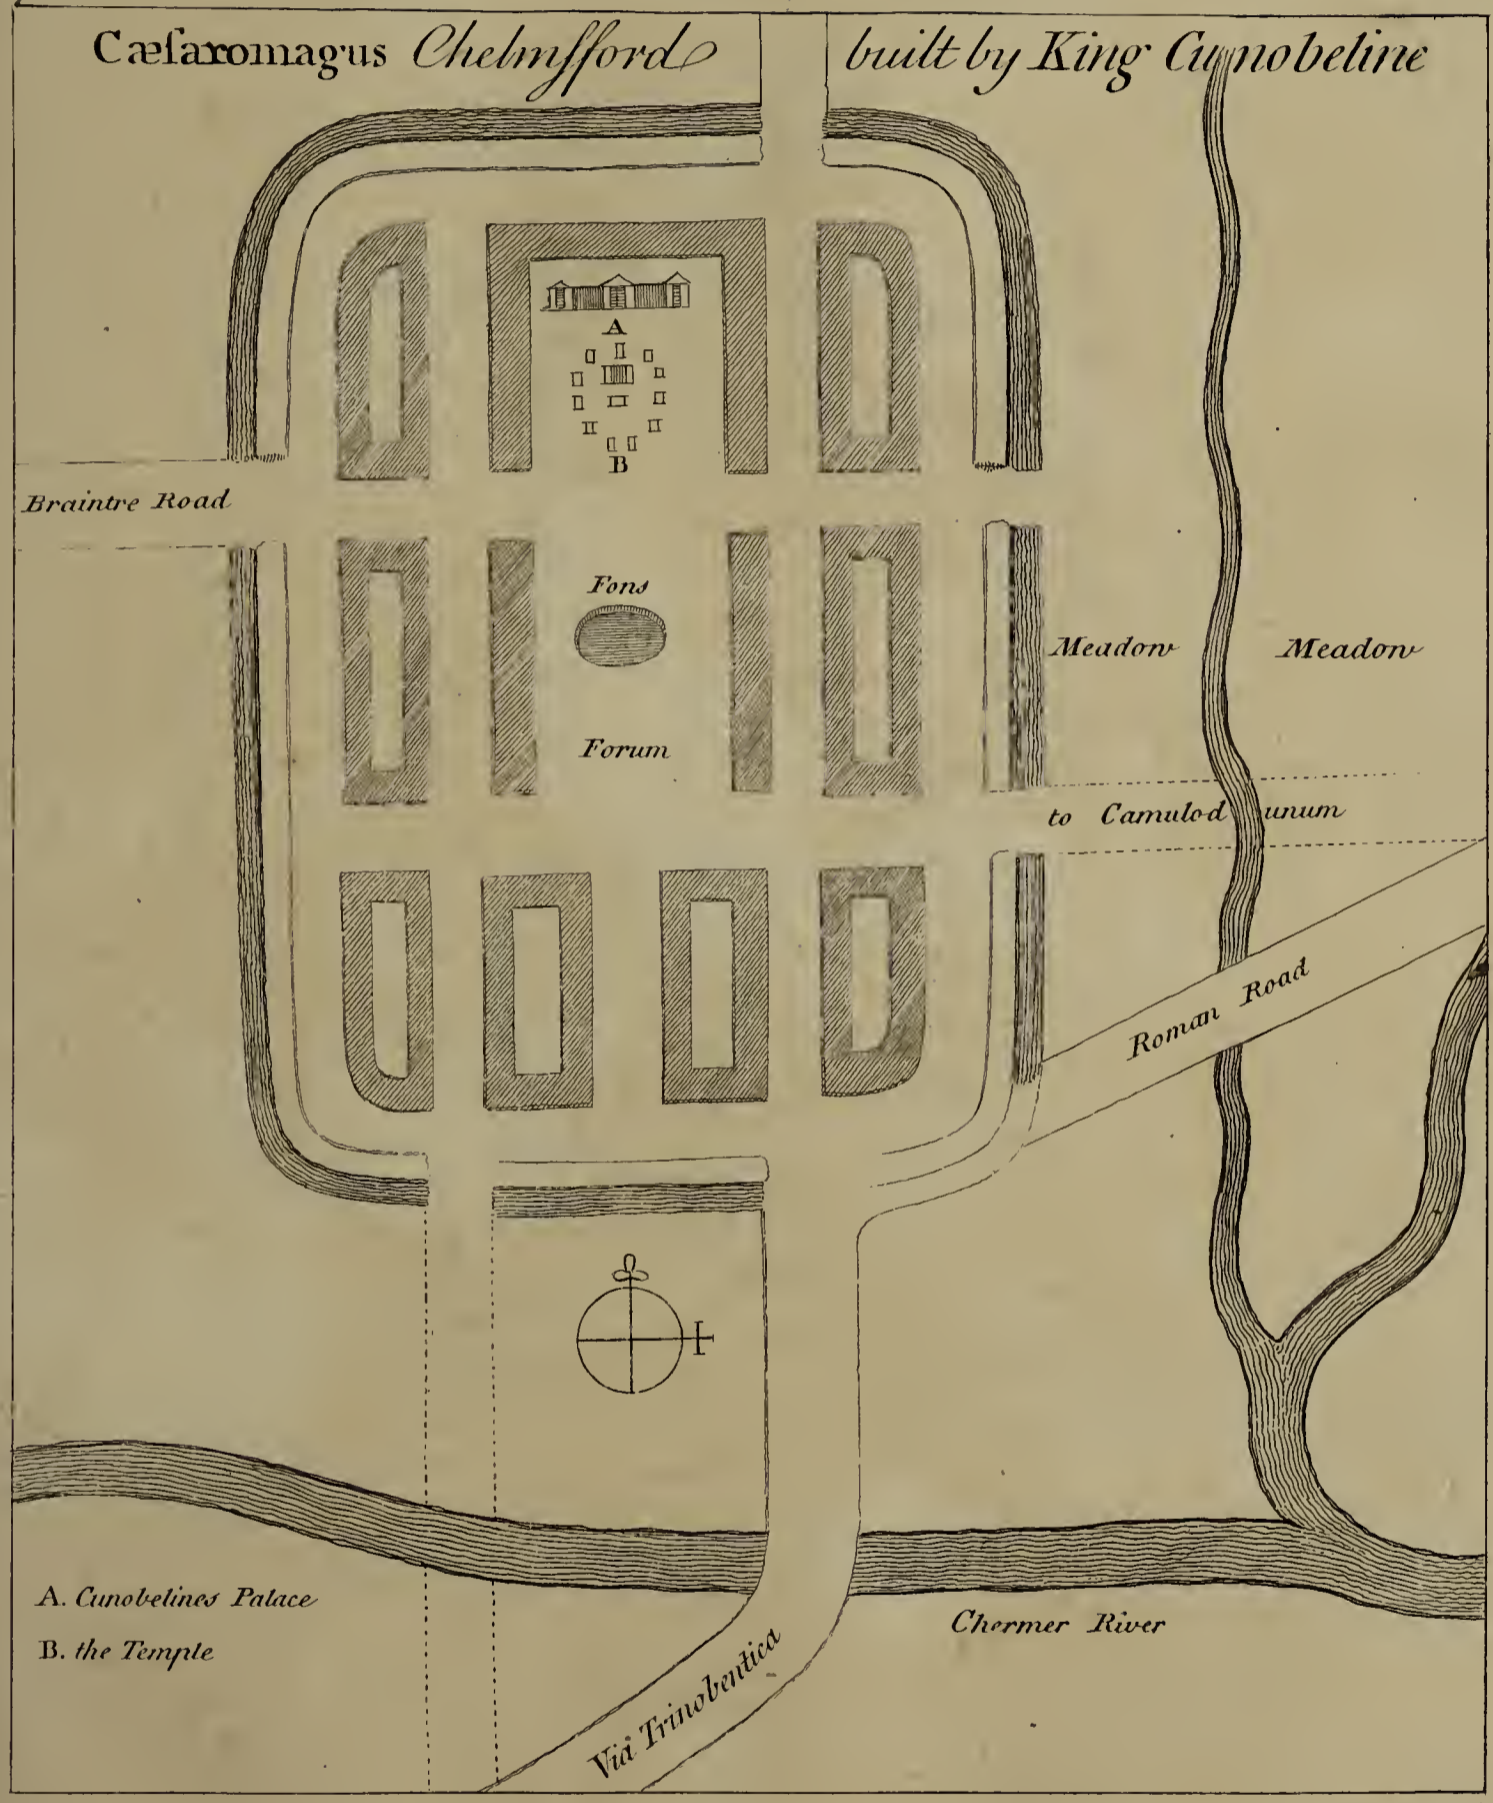 Cæſaromagus Chelmſford built by King Cunobeline
A
B
Braintre Road
Fons
Meadow Meadow
Forum
to Camulodunum
Roman Road
A. Cunobelines Palace
B. the Temple
Chermer River
Via Trinobentica